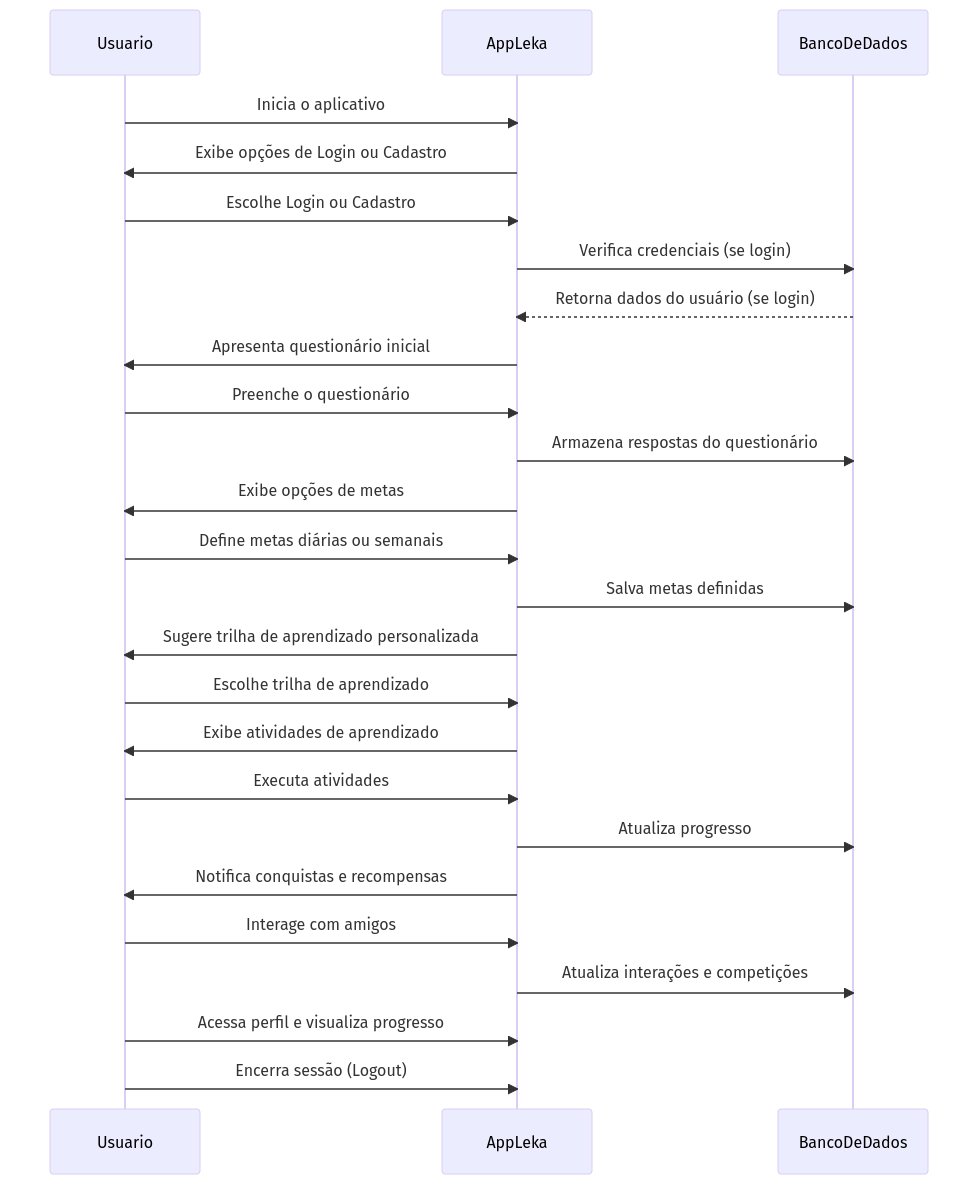 Usuario
AppLeka
BancoDeDados
Inicia o aplicativo
Exibe opções de Login ou Cadastro
Escolhe Login ou Cadastro
Verifica credenciais (se login)
Retorna dados do usuário (se login)
Apresenta questionário inicial
Preenche o questionário
Armazena respostas do questionário
Exibe opções de metas
Define metas diárias ou semanais
Salva metas definidas
Sugere trilha de aprendizado personalizada
Escolhe trilha de aprendizado
Exibe atividades de aprendizado
Executa atividades
Atualiza progresso
Notifica conquistas e recompensas
Interage com amigos
Atualiza interações e competições
Acessa perfil e visualiza progresso
Encerra sessão (Logout)
Usuario
AppLeka
BancoDeDados